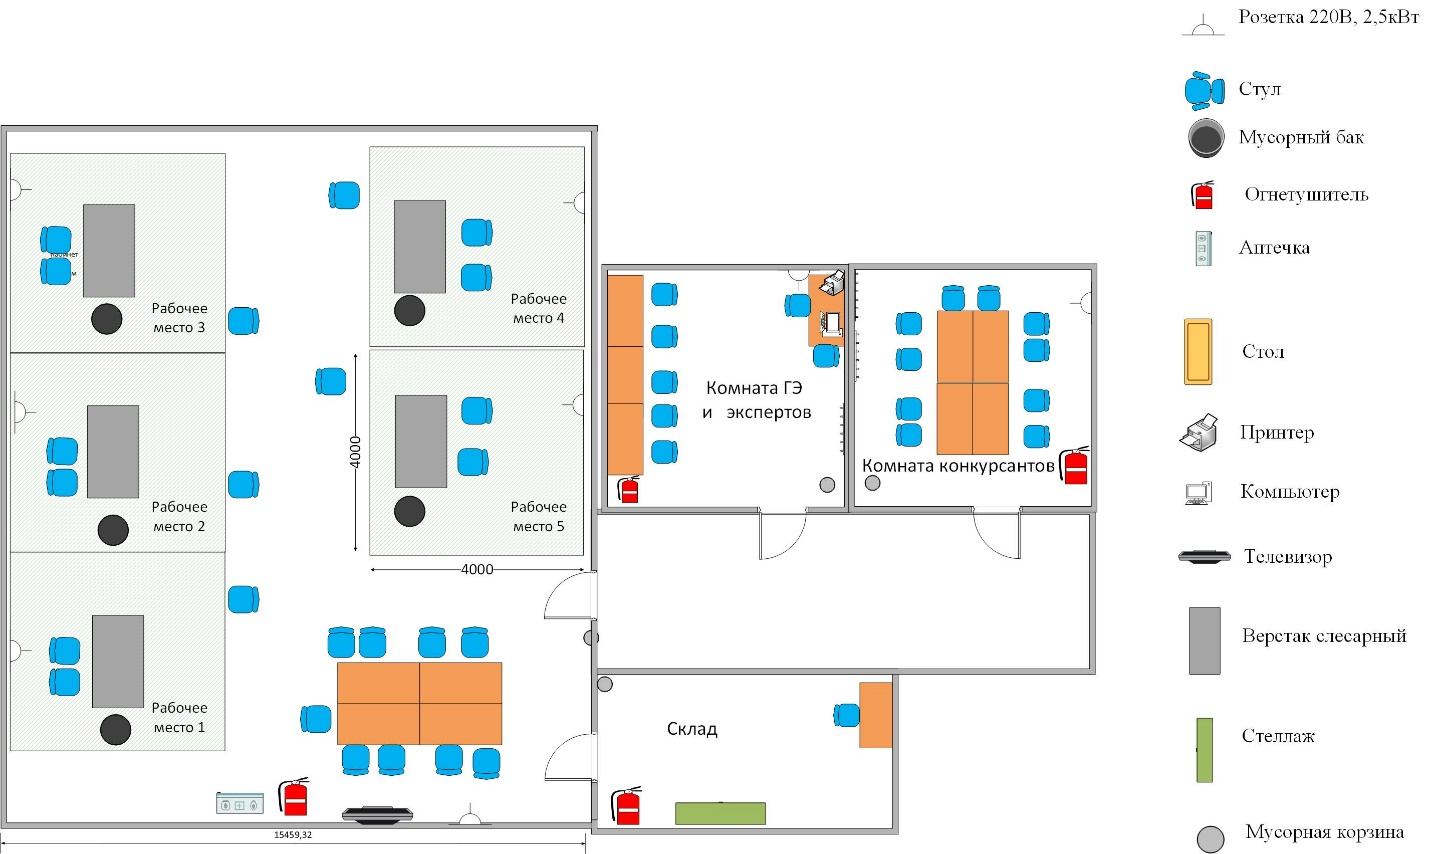 Розетка 220В, 2,5кВт
Стул
Мусорный бак
Огнетушитель
Аптечка
Стол
Принтер
Компьютер
Телевизор
Верстак слесарный
Стеллаж
Мусорная корзина
Рабочее
место 3
Рабочее
место 4
Рабочее
место 2
Рабочее
место 5
Рабочее
место 1
4000
4000
Комната ГЭ
и экспертов
Комната конкурсантов
Склад
15459,32